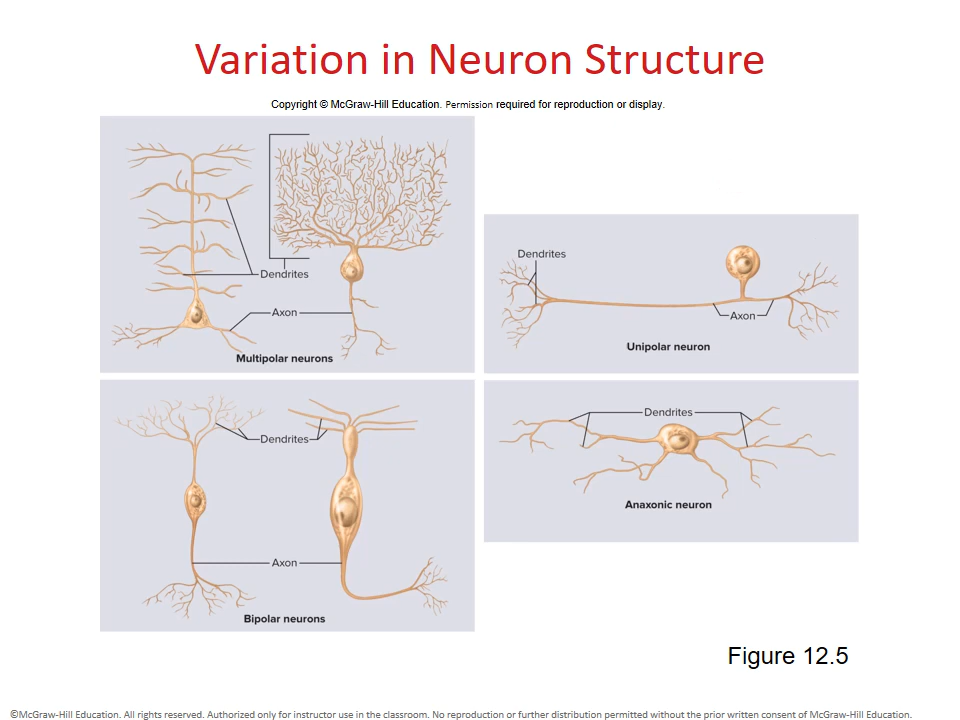 Variation in Neuron Structure
Copyright © McGraw-Hill Education. Permission required for reproduction or display.
Dendrites
Axon
Multipolar neurons
Dendrites
Axon
Unipolar neuron
Dendrites
Axon
Bipolar neurons
Dendrites
Anaxonic neuron
Figure 12.5
©McGraw-Hill Education. All rights reserved. Authorized only for instructor use in the classroom. No reproduction or further distribution permitted without the prior written consent of McGraw-Hill Education.